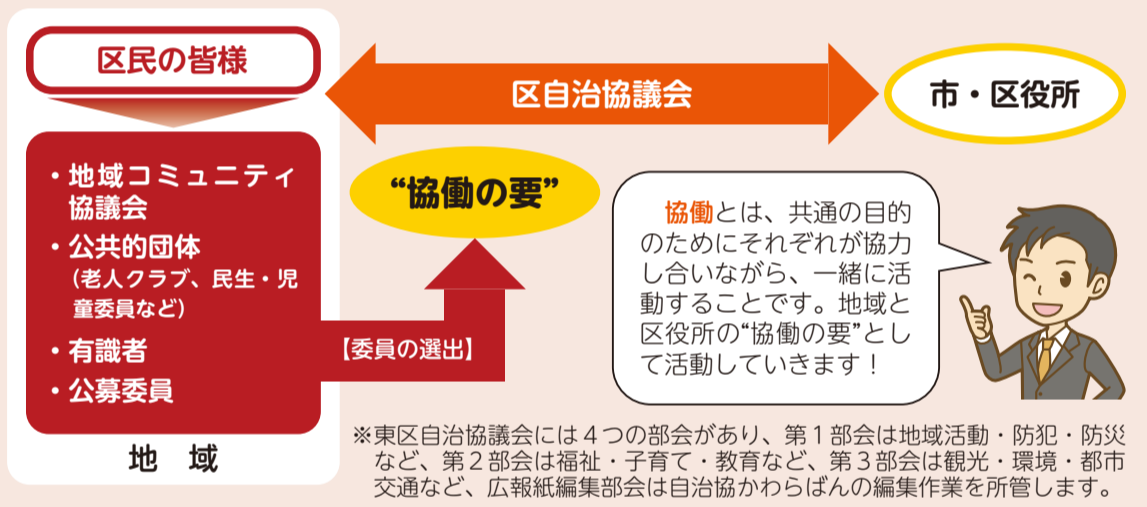 区民の皆様
・地域コミュニティ
協議会
・公共的団体
(老人クラブ、民生・児
童委員など)
・有識者
・公募委員
地　域
区自治協議会
市・区役所
“協働の要”
【委員の選出】
協働とは、共通の目的
のためにそれぞれが協力
し合いながら、一緒に活
動することです。地域と
区役所の“協働の要”とし
て活動していきます！
※東区自治協議会には４つの部会があり、第１部会は地域活動・防犯・防災
など、第２部会は福祉・子育て・教育など、第３部会は観光・環境・都市
交通など、広報紙編集部会は自治協かわらばんの編集作業を所管します。